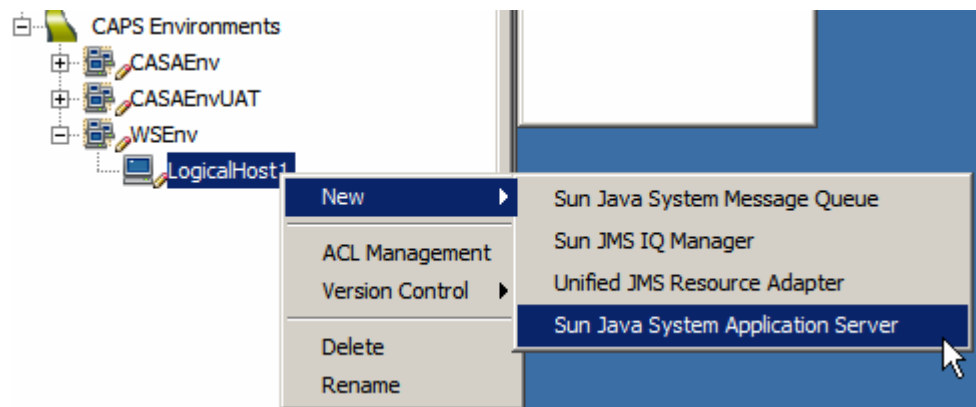 CAPS Environments
CASAEnv
CASAEnvUAT
WSEnv
LogicalHost1
New
ACL Management
Version Control
Delete
Rename
Sun Java System Message Queue
Sun JMS IQ Manager
Unified JMS Resource Adapter
Sun Java System Application Server